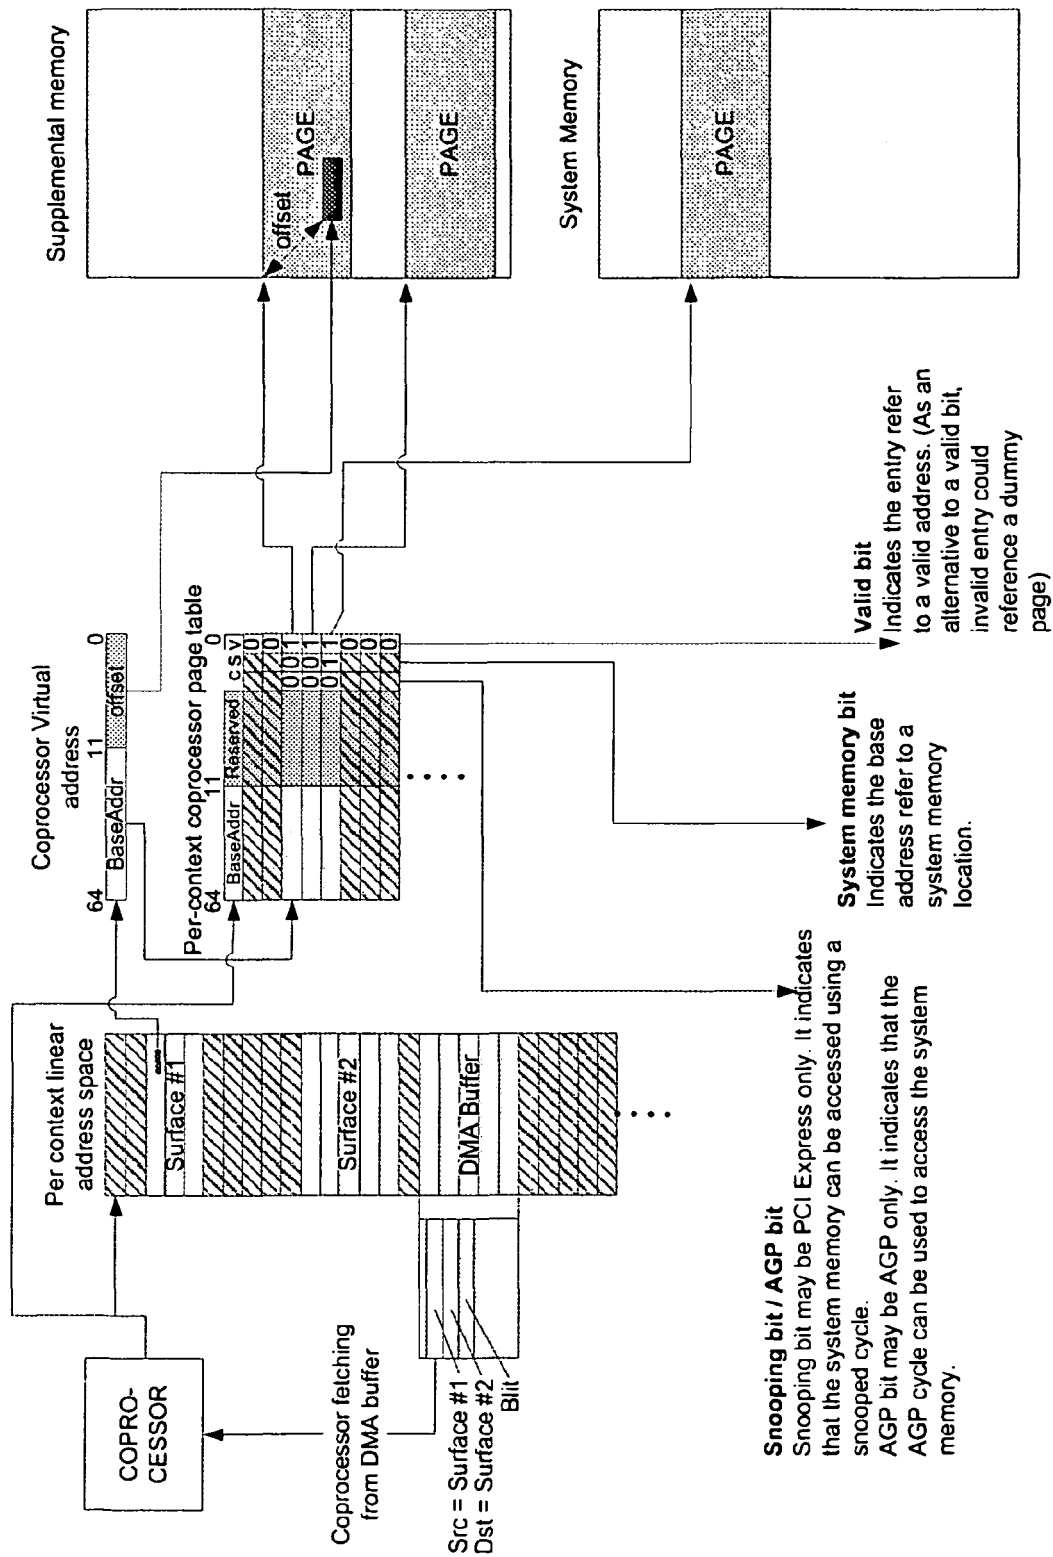 COPRO-
CESSOR
Coprocessor fetching
from DMA buffer
Src = Surface #1
Dst = Surface #2
Blit
Per context linear
address space
Surface #1
Surface #2
DMA Buffer
Coprocessor Virtual
address
64 11 0
BaseAddr offset
Per-context coprocessor page table
64 11 0
BaseAddr Reserved C S V
0
0
0 0 1
0 0 1
0 1 1
0
0
0
Supplemental memory
offset
PAGE
PAGE
System Memory
PAGE
Snooping bit / AGP bit
Snooping bit may be PCI Express only. It indicates
that the system memory can be accessed using a
snooped cycle.
AGP bit may be AGP only. It indicates that the
AGP cycle can be used to access the system
memory.
System memory bit
Indicates the base
address refer to a
system memory
location.
Valid bit
Indicates the entry refer
to a valid address. (As an
alternative to a valid bit,
invalid entry could
reference a dummy
page)